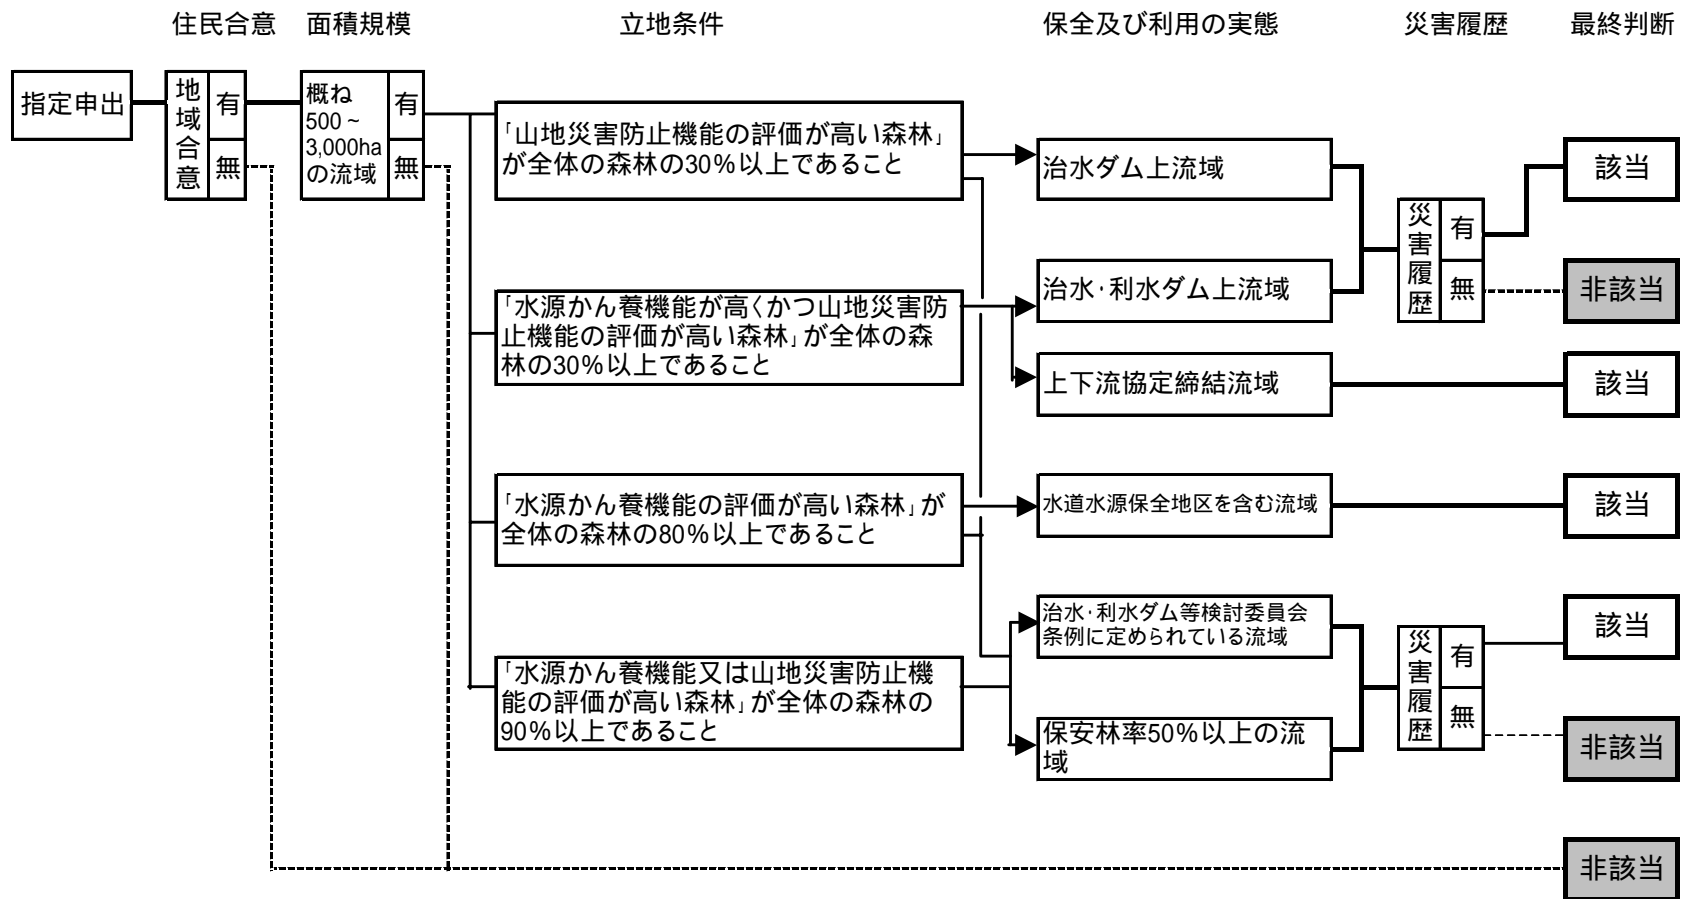 住民合意 面積規模 立地条件 保全及び利用の実態 災害履歴 最終判断
指定申出
地域合意
有
無
概ね
500～
3,000ha
の流域
有
無
「山地災害防止機能の評価が高い森林」
が全体の森林の30％以上であること
「水源かん養機能が高くかつ山地災害防
止機能の評価が高い森林」が全体の森
林の30％以上であること
「水源かん養機能の評価が高い森林」が
全体の森林の80％以上であること
「水源かん養機能又は山地災害防止機
能の評価が高い森林」が全体の森林の
90％以上であること
治水ダム上流域
治水・利水ダム上流域
上下流協定締結流域
水道水源保全地区を含む流域
治水・利水ダム等検討委員会
条例に定められている流域
保安林率50％以上の流
域
災害履歴
有
無
災害履歴
有
無
該当
非該当
該当
該当
該当
非該当
非該当